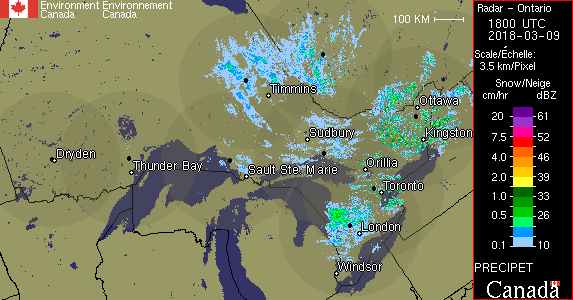 Environment Environnement
Canada Canada
100 KM
Timmins
Ottawa
Sudbury
Kingston
Dryden
Thunder Bay
Sault Ste. Marie
Orillia
Toronto
London
Windsor
Radar - Ontario
1800 UTC
2018-03-09
Scale/Échelle:
3.5 km/Pixel
Snow/Neige
cm/hr dBZ
20 61
7.5 52
4.0 46
2.0 39
1.0 33
0.5 26
0.1 10
PRECIPET
Canada